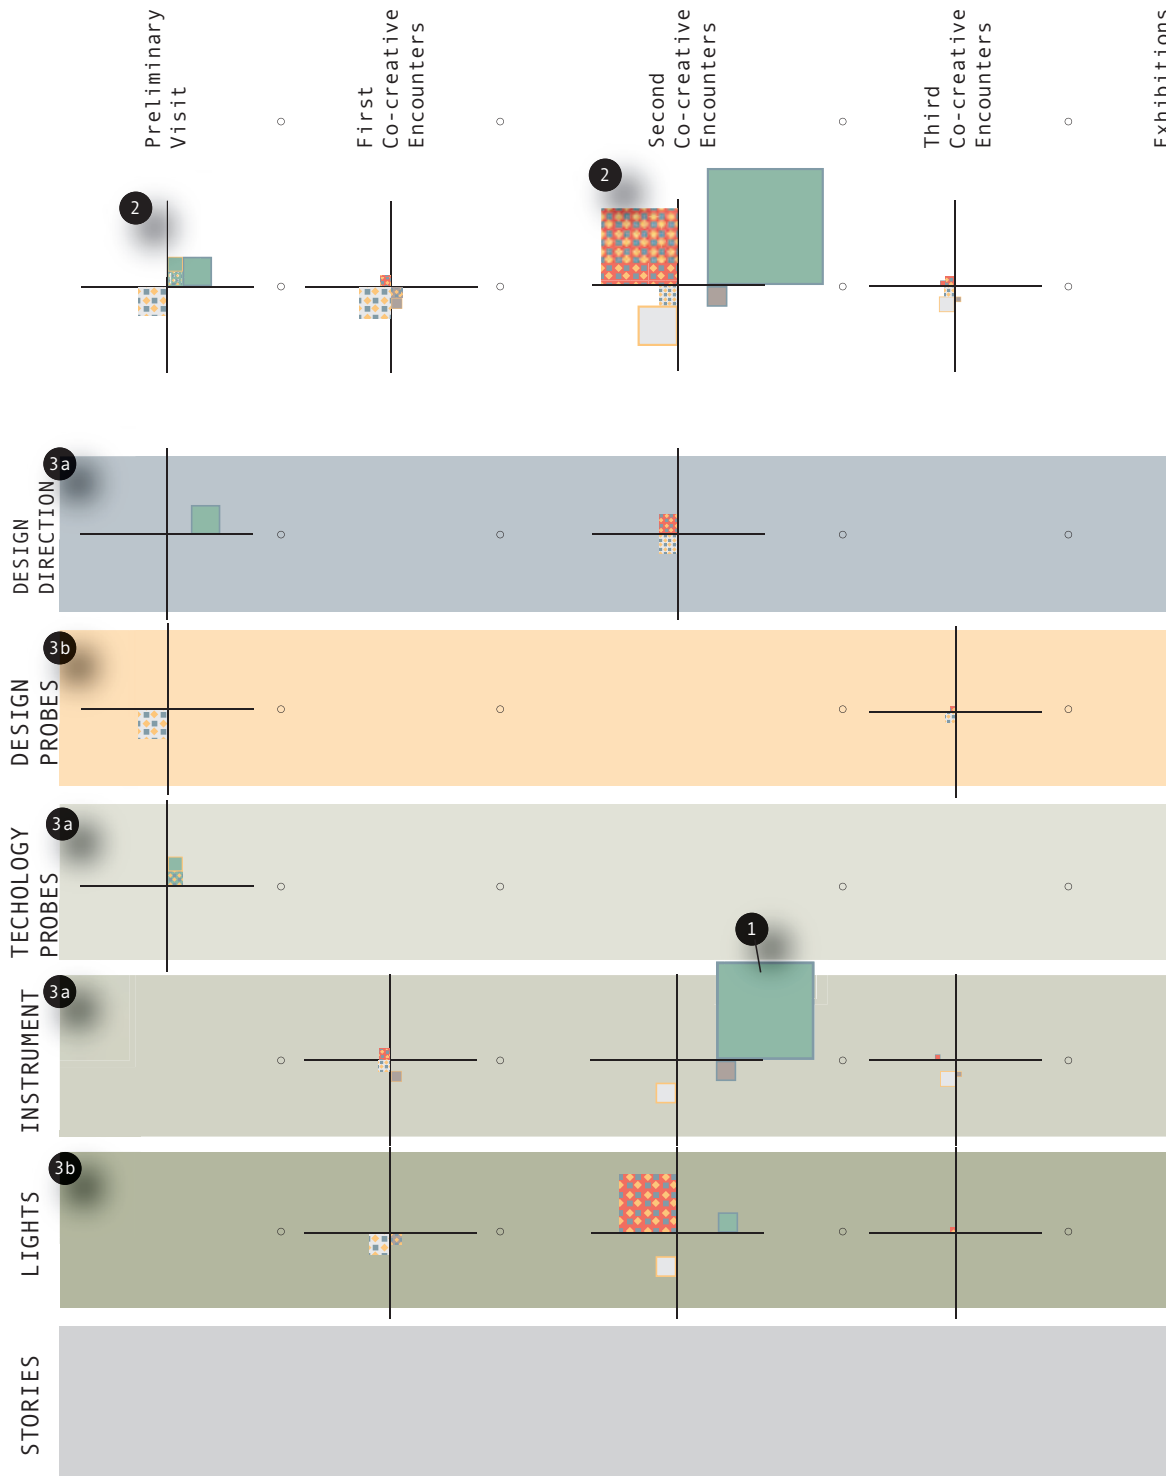 Preliminary
Visit
First
Co-creative
Encounters
Second
Co-creative
Encounters
Third
Co-creative
Encounters
Exhibitions
2
2
3a
DESIGN
DIRECTION
3b
DESIGN
PROBES
3a
TECHOLOGY
PROBES
1
3a
INSTRUMENT
3b
LIGHTS
STORIES